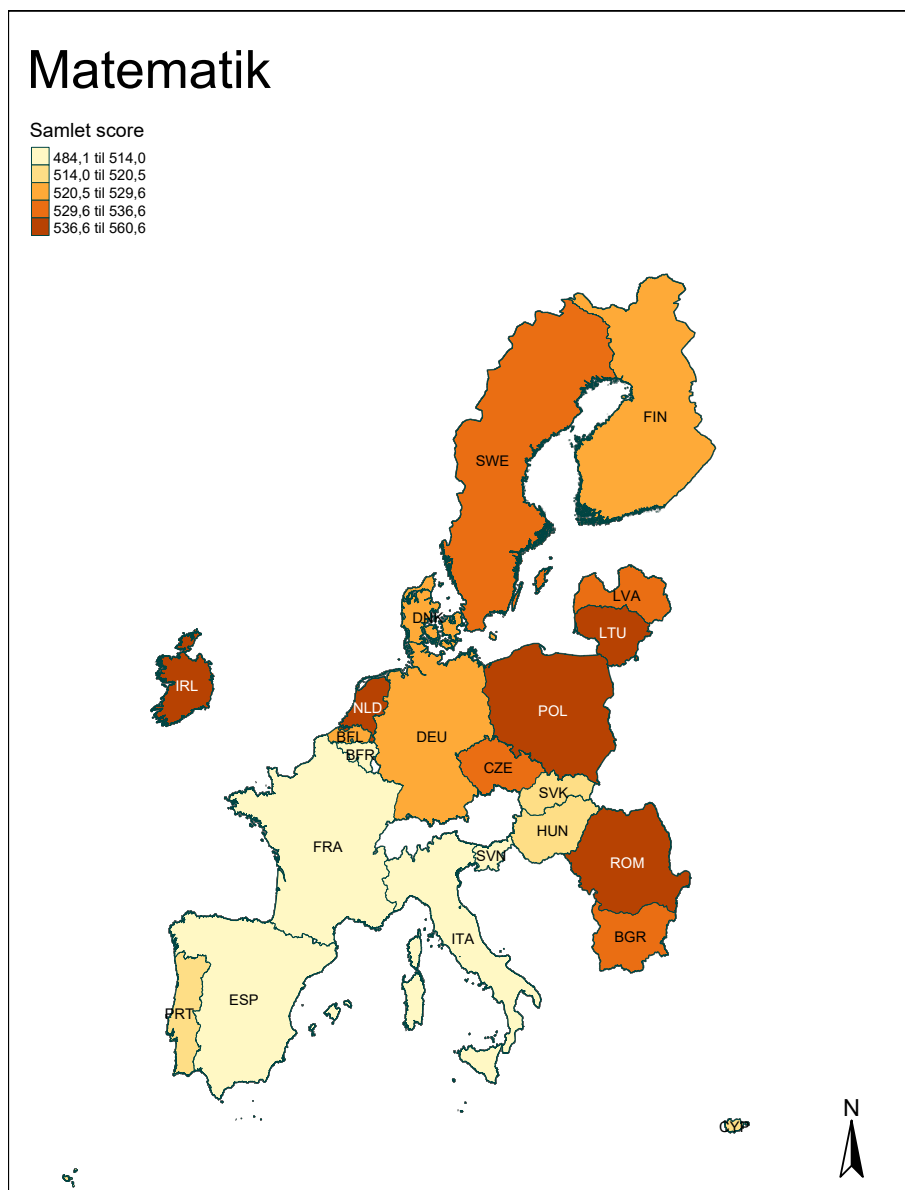 Matematik
Samlet score
484,1 til 514,0
514,0 til 520,5
520,5 til 529,6
529,6 til 536,6
536,6 til 560,6
FIN
SWE
LVA
DNK
LTU
IRL
NLD
POL
BFL
DEU
BFR
CZE
SVK
HUN
FRA
SVN
ROM
BGR
ITA
ESP
PRT
N